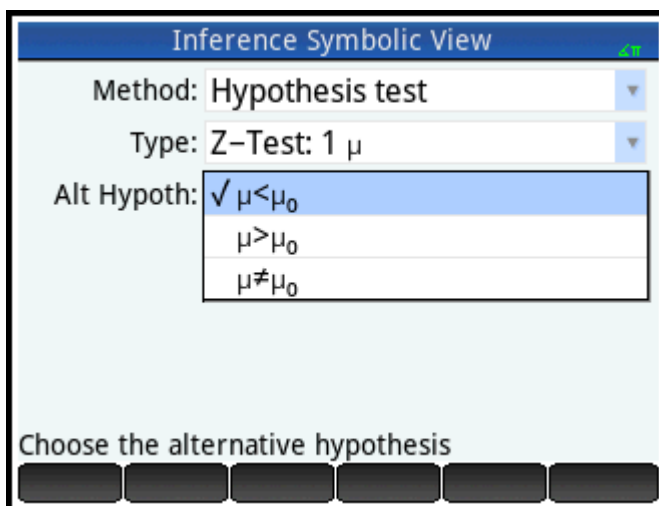 Inference Symbolic View ∡π
Method: Hypothesis test
Type: Z-Test: 1 μ
Alt Hypoth: √ μ<μ₀
μ>μ₀
μ≠μ₀
Choose the alternative hypothesis